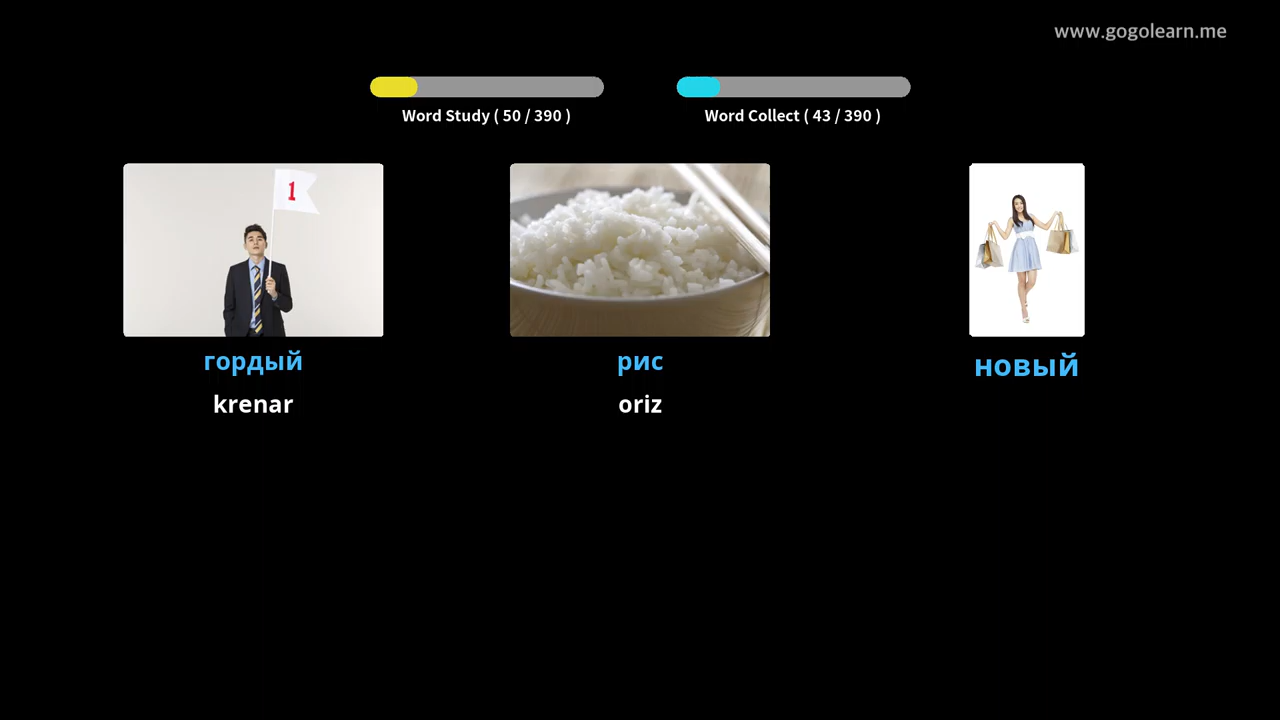 www.gogolearn.me
Word Study ( 50 / 390 )
Word Collect ( 43 / 390 )
1
гордый
krenar
рис
oriz
новый